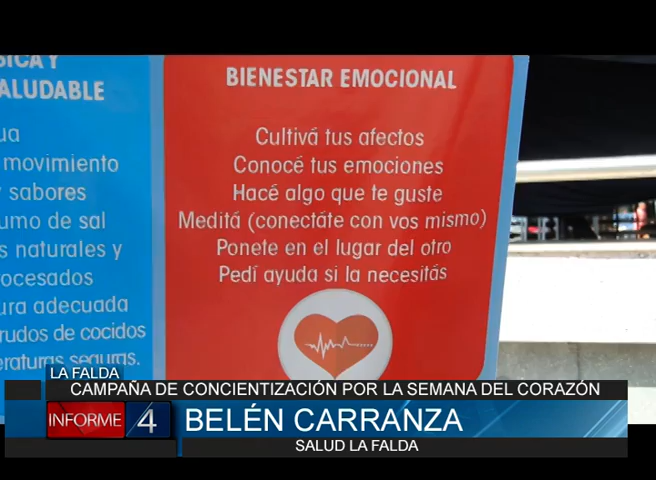 SICA Y
ALUDABLE
ua
movimiento
y sabores
umo de sal
s naturales y
ocesados
ura adecuada
rudos de cocidos
eraturas seguras.
BIENESTAR EMOCIONAL
Cultivá tus afectos
Conocé tus emociones
Hacé algo que te guste
Meditá (conectáte con vos mismo)
Ponete en el lugar del otro
Pedí ayuda si la necesitás
LA FALDA
CAMPAÑA DE CONCIENTIZACIÓN POR LA SEMANA DEL CORAZÓN
INFORME 4
BELÉN CARRANZA
SALUD LA FALDA